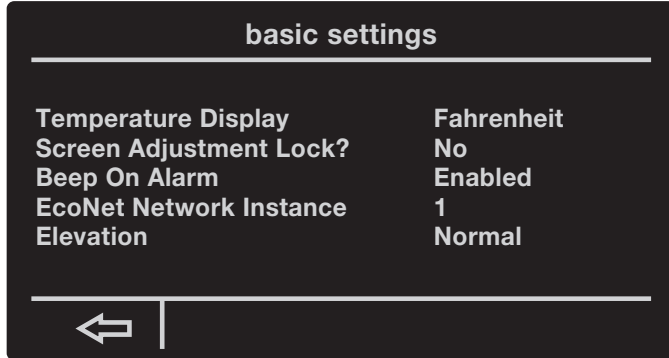 basic settings
Temperature Display Fahrenheit
Screen Adjustment Lock? No
Beep On Alarm Enabled
EcoNet Network Instance 1
Elevation Normal